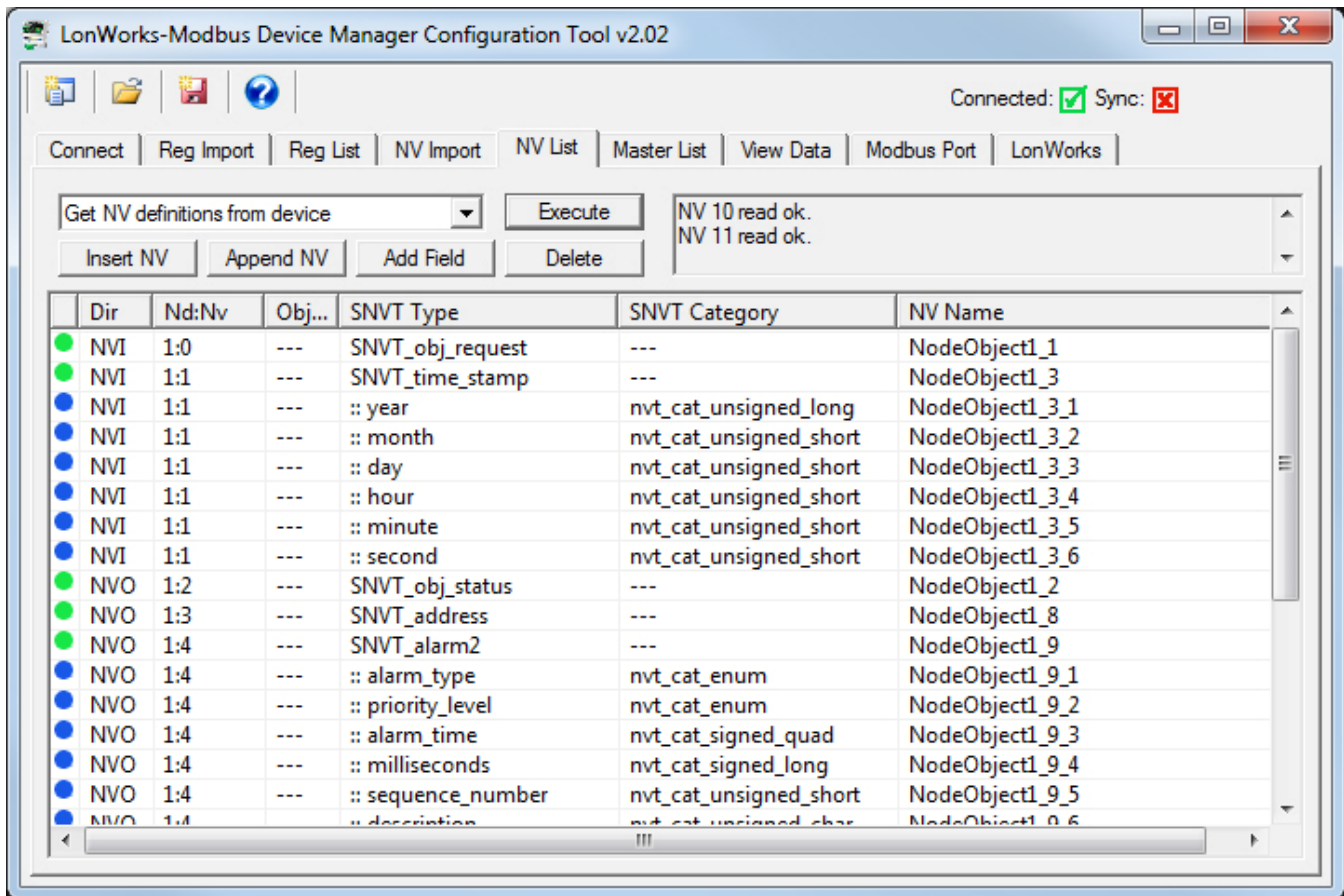 LonWorks-Modbus Device Manager Configuration Tool v2.02
Connected: Sync:
Connect Reg Import Reg List NV Import NV List Master List View Data Modbus Port LonWorks
Get NV definitions from device Execute
NV 10 read ok.
NV 11 read ok.
Insert NV Append NV Add Field Delete
Dir Nd:Nv Obj... SNVT Type SNVT Category NV Name
NVI 1:0 --- SNVT_obj_request --- NodeObject1_1
NVI 1:1 --- SNVT_time_stamp --- NodeObject1_3
NVI 1:1 --- :: year nvt_cat_unsigned_long NodeObject1_3_1
NVI 1:1 --- :: month nvt_cat_unsigned_short NodeObject1_3_2
NVI 1:1 --- :: day nvt_cat_unsigned_short NodeObject1_3_3
NVI 1:1 --- :: hour nvt_cat_unsigned_short NodeObject1_3_4
NVI 1:1 --- :: minute nvt_cat_unsigned_short NodeObject1_3_5
NVI 1:1 --- :: second nvt_cat_unsigned_short NodeObject1_3_6
NVO 1:2 --- SNVT_obj_status --- NodeObject1_2
NVO 1:3 --- SNVT_address --- NodeObject1_8
NVO 1:4 --- SNVT_alarm2 --- NodeObject1_9
NVO 1:4 --- :: alarm_type nvt_cat_enum NodeObject1_9_1
NVO 1:4 --- :: priority_level nvt_cat_enum NodeObject1_9_2
NVO 1:4 --- :: alarm_time nvt_cat_signed_quad NodeObject1_9_3
NVO 1:4 --- :: milliseconds nvt_cat_signed_long NodeObject1_9_4
NVO 1:4 --- :: sequence_number nvt_cat_unsigned_short NodeObject1_9_5
NVO 1:4 :: description nvt_cat_unsigned_char NodeObject1_9_6